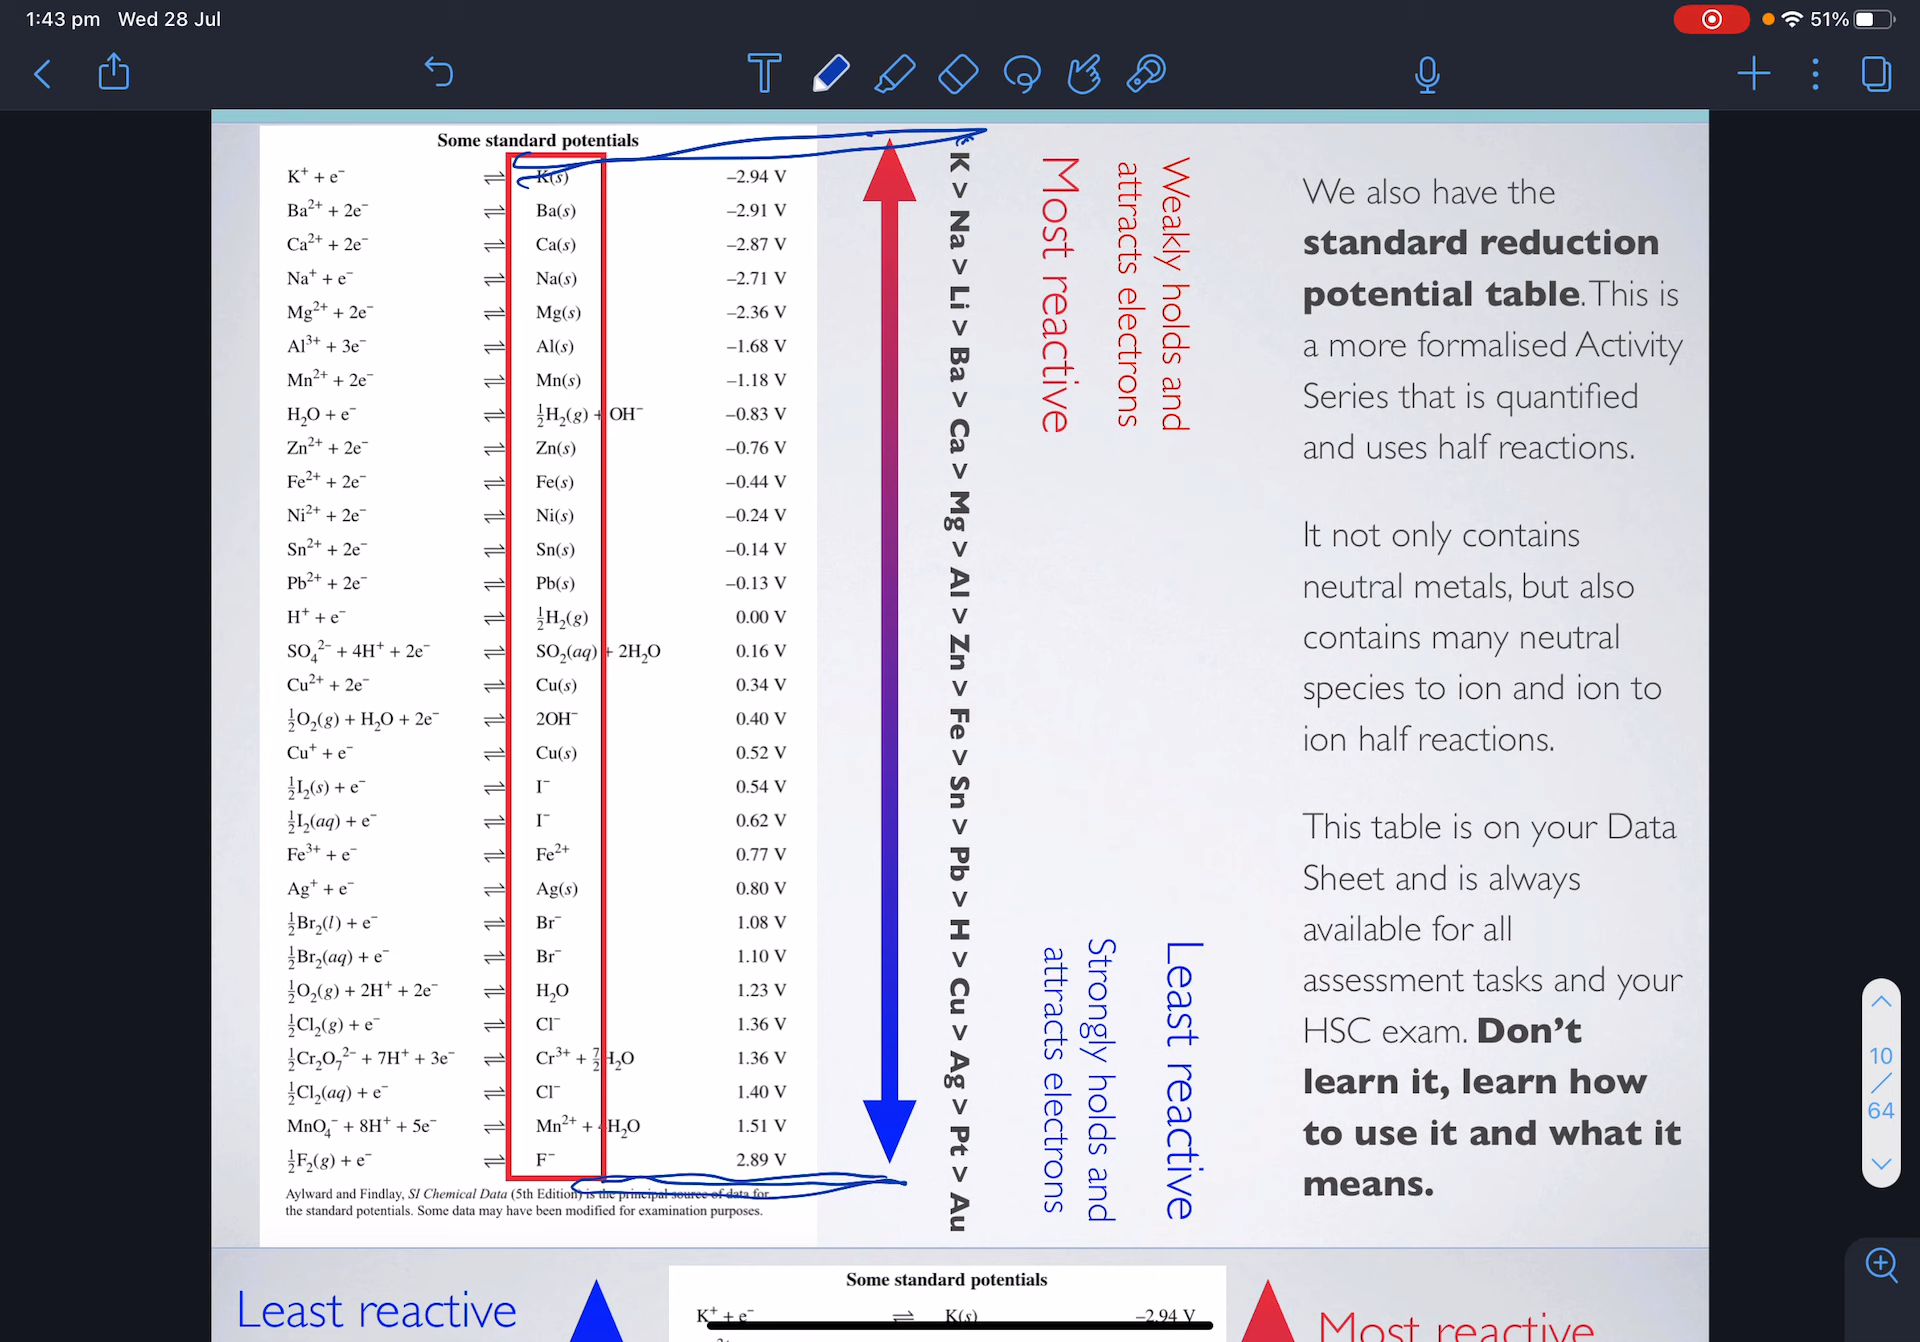 1:43 pm Wed 28 Jul
51%
Some standard potentials
K⁺ + e⁻ ⇌ K(s) –2.94 V
Ba²⁺ + 2e⁻ ⇌ Ba(s) –2.91 V
Ca²⁺ + 2e⁻ ⇌ Ca(s) –2.87 V
Na⁺ + e⁻ ⇌ Na(s) –2.71 V
Mg²⁺ + 2e⁻ ⇌ Mg(s) –2.36 V
Al³⁺ + 3e⁻ ⇌ Al(s) –1.68 V
Mn²⁺ + 2e⁻ ⇌ Mn(s) –1.18 V
H₂O + e⁻ ⇌ ½H₂(g) + OH⁻ –0.83 V
Zn²⁺ + 2e⁻ ⇌ Zn(s) –0.76 V
Fe²⁺ + 2e⁻ ⇌ Fe(s) –0.44 V
Ni²⁺ + 2e⁻ ⇌ Ni(s) –0.24 V
Sn²⁺ + 2e⁻ ⇌ Sn(s) –0.14 V
Pb²⁺ + 2e⁻ ⇌ Pb(s) –0.13 V
H⁺ + e⁻ ⇌ ½H₂(g) 0.00 V
SO₄²⁻ + 4H⁺ + 2e⁻ ⇌ SO₂(aq) + 2H₂O 0.16 V
Cu²⁺ + 2e⁻ ⇌ Cu(s) 0.34 V
½O₂(g) + H₂O + 2e⁻ ⇌ 2OH⁻ 0.40 V
Cu⁺ + e⁻ ⇌ Cu(s) 0.52 V
½I₂(s) + e⁻ ⇌ I⁻ 0.54 V
½I₂(aq) + e⁻ ⇌ I⁻ 0.62 V
Fe³⁺ + e⁻ ⇌ Fe²⁺ 0.77 V
Ag⁺ + e⁻ ⇌ Ag(s) 0.80 V
½Br₂(l) + e⁻ ⇌ Br⁻ 1.08 V
½Br₂(aq) + e⁻ ⇌ Br⁻ 1.10 V
½O₂(g) + 2H⁺ + 2e⁻ ⇌ H₂O 1.23 V
½Cl₂(g) + e⁻ ⇌ Cl⁻ 1.36 V
½Cr₂O₇²⁻ + 7H⁺ + 3e⁻ ⇌ Cr³⁺ + 7/2H₂O 1.36 V
½Cl₂(aq) + e⁻ ⇌ Cl⁻ 1.40 V
MnO₄⁻ + 8H⁺ + 5e⁻ ⇌ Mn²⁺ + 4H₂O 1.51 V
½F₂(g) + e⁻ ⇌ F⁻ 2.89 V
Aylward and Findlay, SI Chemical Data (5th Edition) is the principal source of data for
the standard potentials. Some data may have been modified for examination purposes.
K > Na > Li > Ba > Ca > Mg > Al > Zn > Fe > Sn > Pb > H > Cu > Ag > Pt > Au
Most reactive
Weakly holds and
attracts electrons
Least reactive
Strongly holds and
attracts electrons
We also have the
standard reduction
potential table. This is
a more formalised Activity
Series that is quantified
and uses half reactions.
It not only contains
neutral metals, but also
contains many neutral
species to ion and ion to
ion half reactions.
This table is on your Data
Sheet and is always
available for all
assessment tasks and your
HSC exam. Don't
learn it, learn how
to use it and what it
means.
10
/
64
Least reactive
Some standard potentials
K⁺ + e⁻ ⇌ K(s) –2.94 V
Most reactive